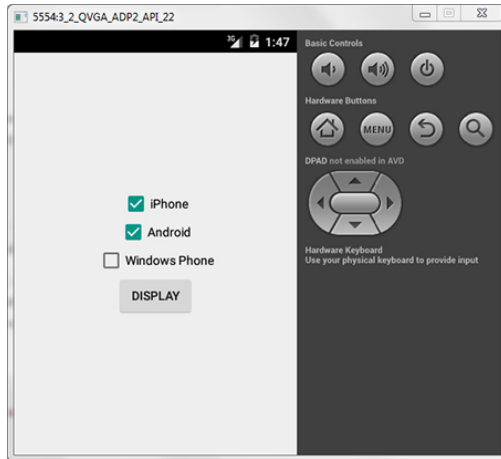 5554:3_2_QVGA_ADP2_API_22
3G 1:47
iPhone
Android
Windows Phone
DISPLAY
Basic Controls
Hardware Buttons
MENU
DPAD not enabled in AVD
Hardware Keyboard
Use your physical keyboard to provide input